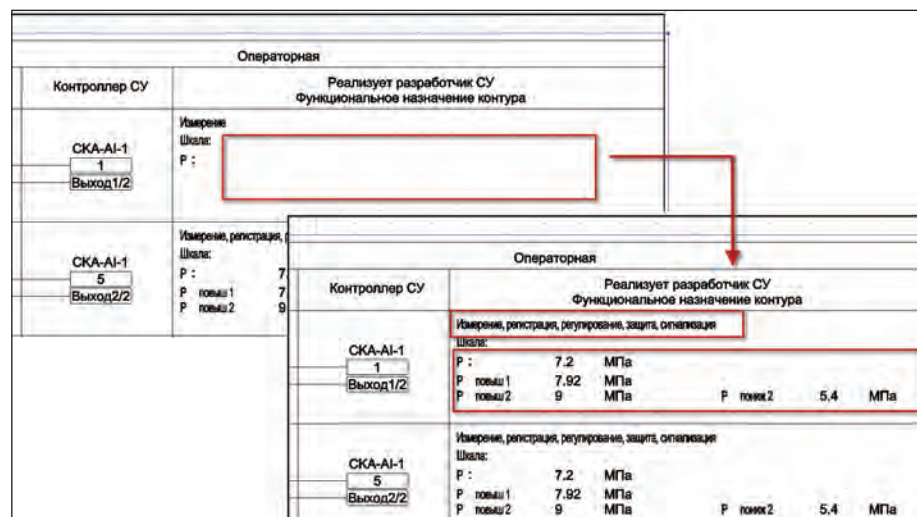 Операторная
Контроллер СУ
Реализует разработчик СУ
Функциональное назначение контура
СКА-AI-1
1
Выход1/2
Измерение
Шкала:
Р :
СКА-AI-1
5
Выход2/2
Измерение, регистрация, р
Шкала:
Р : 7
Р повыш 1 7
Р повыш 2 9
Операторная
Контроллер СУ
Реализует разработчик СУ
Функциональное назначение контура
СКА-AI-1
1
Выход1/2
Измерение, регистрация, регулирование, защита, сигнализация
Шкала:
Р : 7.2 МПа
Р повыш 1 7.92 МПа
Р повыш 2 9 МПа Р пониж 2 5.4 МПа
СКА-AI-1
5
Выход2/2
Измерение, регистрация, регулирование, защита, сигнализация
Шкала:
Р : 7.2 МПа
Р повыш 1 7.92 МПа
Р повыш 2 9 МПа Р пониж 2 5.4 МПа